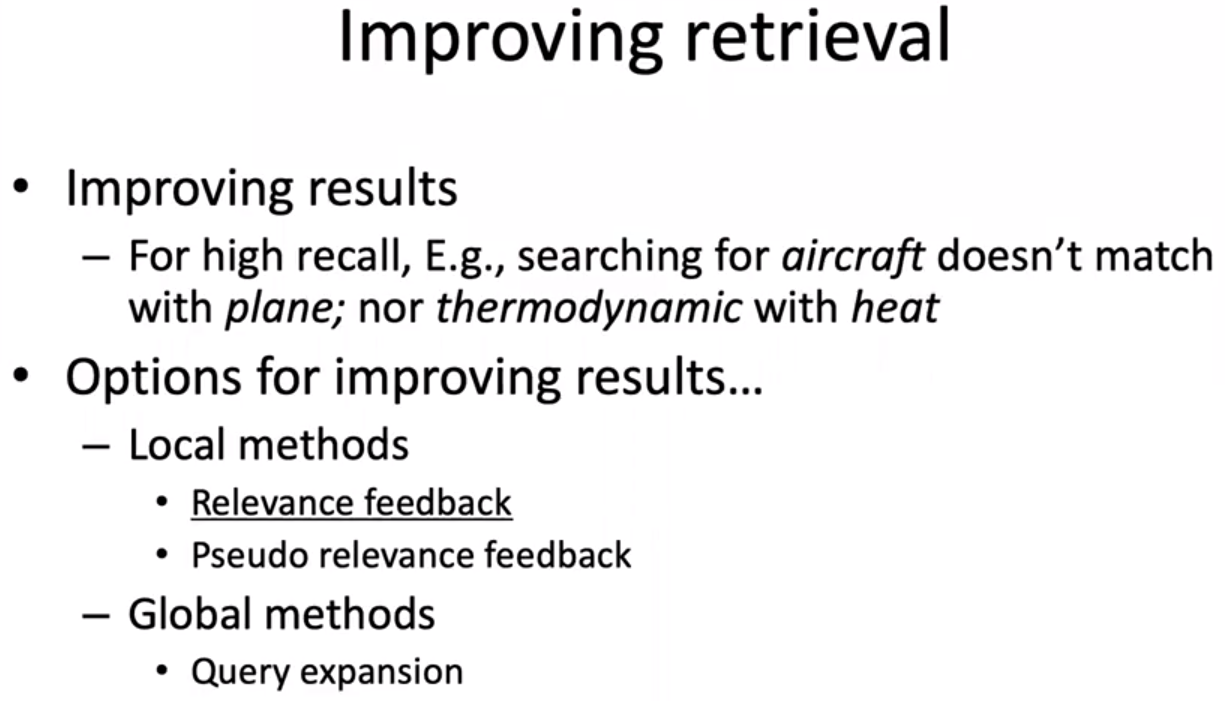 Improving retrieval
• Improving results
– For high recall, E.g., searching for aircraft doesn’t match
with plane; nor thermodynamic with heat
• Options for improving results…
– Local methods
• Relevance feedback
• Pseudo relevance feedback
– Global methods
• Query expansion